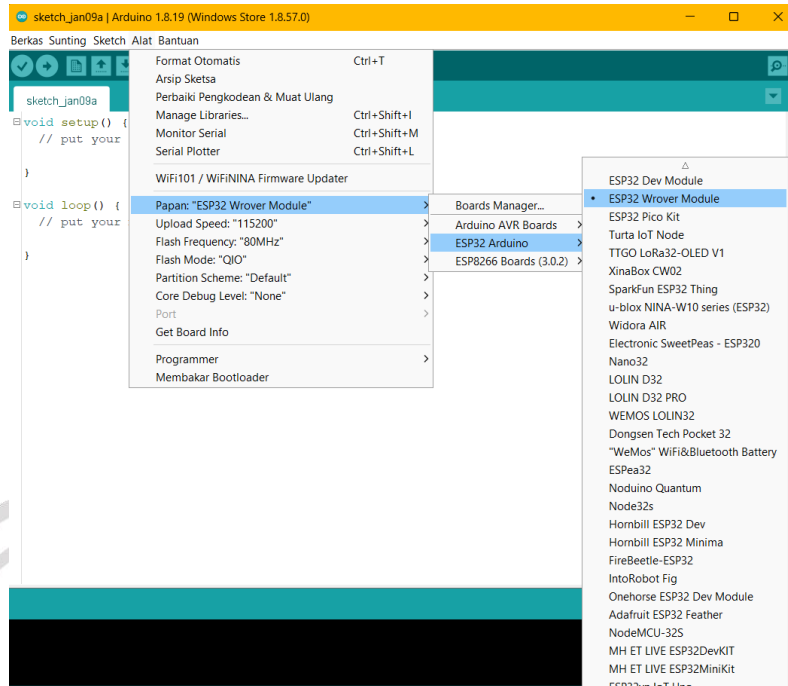 sketch_jan09a | Arduino 1.8.19 (Windows Store 1.8.57.0)
Berkas Sunting Sketch Alat Bantuan
sketch_jan09a
void setup() {
// put your
}
void loop() {
// put your
}
Format Otomatis Ctrl+T
Arsip Sketsa
Perbaiki Pengkodean & Muat Ulang
Manage Libraries... Ctrl+Shift+I
Monitor Serial Ctrl+Shift+M
Serial Plotter Ctrl+Shift+L
WiFi101 / WiFiNINA Firmware Updater
Papan: "ESP32 Wrover Module"
Upload Speed: "115200"
Flash Frequency: "80MHz"
Flash Mode: "QIO"
Partition Scheme: "Default"
Core Debug Level: "None"
Port
Get Board Info
Programmer
Membakar Bootloader
Boards Manager...
Arduino AVR Boards
ESP32 Arduino
ESP8266 Boards (3.0.2)
ESP32 Dev Module
ESP32 Wrover Module
ESP32 Pico Kit
Turta IoT Node
TTGO LoRa32-OLED V1
XinaBox CW02
SparkFun ESP32 Thing
u-blox NINA-W10 series (ESP32)
Widora AIR
Electronic SweetPeas - ESP320
Nano32
LOLIN D32
LOLIN D32 PRO
WEMOS LOLIN32
Dongsen Tech Pocket 32
"WeMos" WiFi&Bluetooth Battery
ESPea32
Noduino Quantum
Node32s
Hornbill ESP32 Dev
Hornbill ESP32 Minima
FireBeetle-ESP32
IntoRobot Fig
Onehorse ESP32 Dev Module
Adafruit ESP32 Feather
NodeMCU-32S
MH ET LIVE ESP32DevKIT
MH ET LIVE ESP32MiniKit